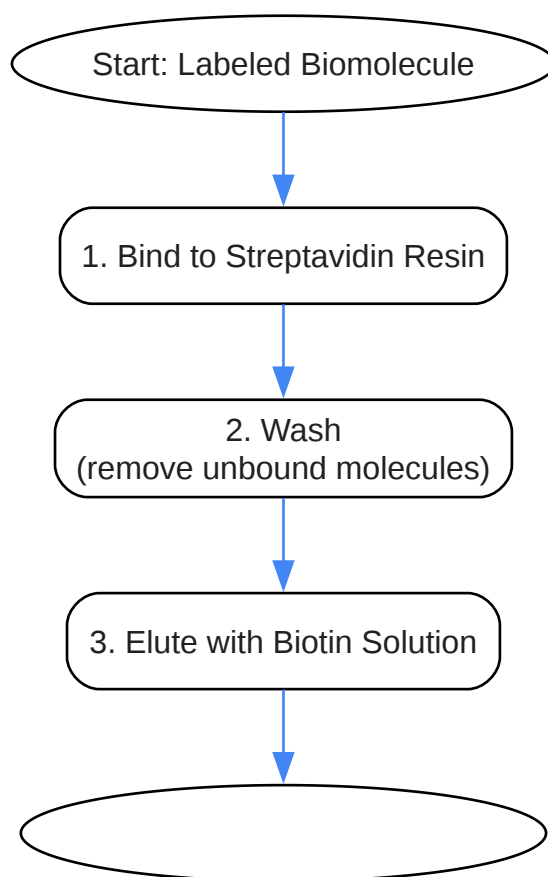 Start: Labeled Biomolecule
1. Bind to Streptavidin Resin
2. Wash
(remove unbound molecules)
3. Elute with Biotin Solution